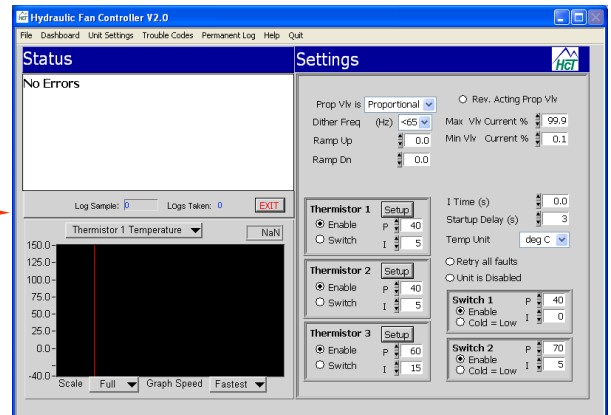 Hydraulic Fan Controller V2.0
File Dashboard Unit Settings Trouble Codes Permanent Log Help Quit
Status
No Errors
Log Sample: 0 Logs Taken: 0 EXIT
Thermistor 1 Temperature NaN
150.0
125.0
100.0
75.0
50.0
25.0
0.0
-40.0
Scale Full Graph Speed Fastest
Settings
HCT
Prop Vlv is Proportional Rev. Acting Prop Vlv
Dither Freq (Hz) <65 Max Vlv Current % 99.9
Ramp Up 0.0 Min Vlv Current % 0.1
Ramp Dn 0.0
Thermistor 1 Setup
Enable P 40
Switch I 5
Thermistor 2 Setup
Enable P 40
Switch I 5
Thermistor 3 Setup
Enable P 60
Switch I 15
I Time (s) 0.0
Startup Delay (s) 3
Temp Unit deg C
Retry all faults
Unit is Disabled
Switch 1 P 40
Enable
Cold = Low I 0
Switch 2 P 70
Enable
Cold = Low I 5